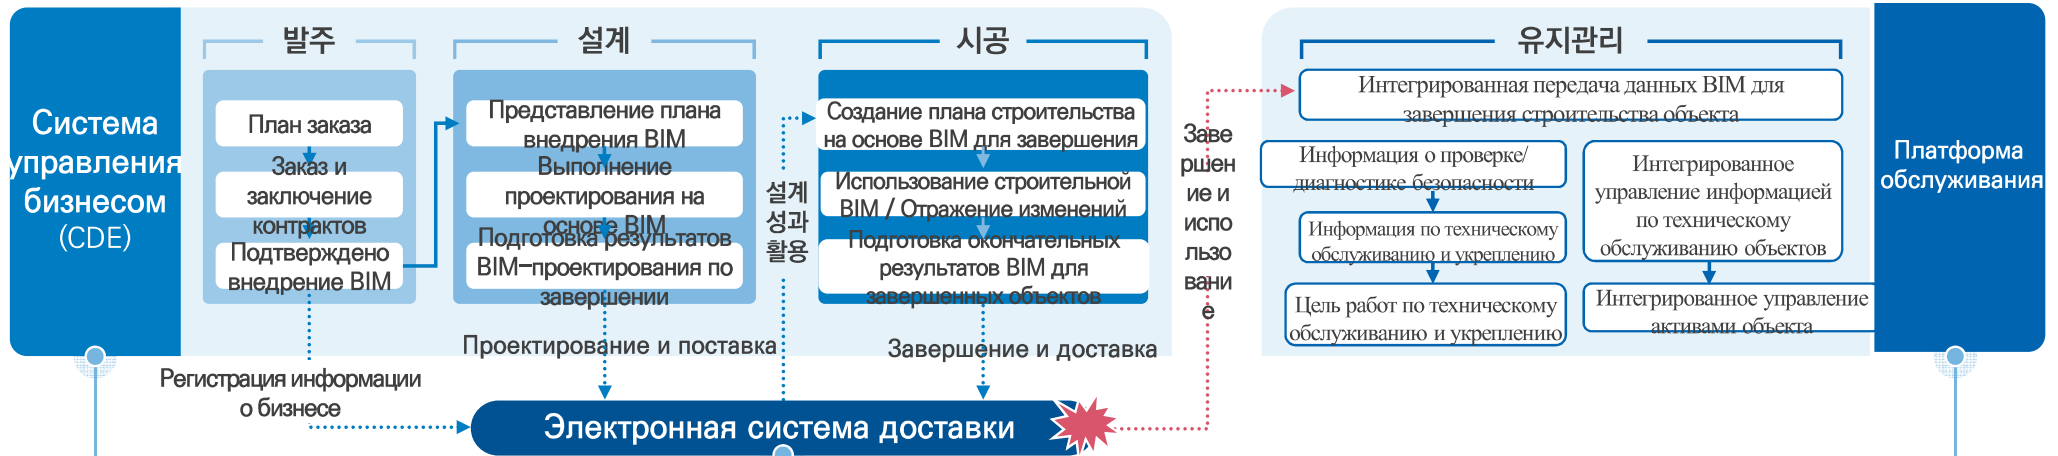 Система
управления
бизнесом
(CDE)
발주
План заказа
Заказ и
заключение
контрактов
Подтверждено
внедрение BIM
설계
Представление плана
внедрения BIM
Выполнение
проектирования на
основе BIM
Подготовка результатов
BIM-проектирования по
завершении
설계
성과
활용
시공
Создание плана строительства
на основе BIM для завершения
Использование строительной
BIM / Отражение изменений
Подготовка окончательных
результатов BIM для
завершенных объектов
Заве
ршен
ие и
испо
льзо
вани
е
유지관리
Интегрированная передача данных BIM для
завершения строительства объекта
Информация о проверке/
диагностике безопасности
Информация по техническому
обслуживанию и укреплению
Цель работ по техническому
обслуживанию и укреплению
Интегрированное
управление информацией
по техническому
обслуживанию объектов
Интегрированное управление
активами объекта
Платформа
обслуживания
Регистрация информации
о бизнесе
Проектирование и поставка
Завершение и доставка
Электронная система доставки